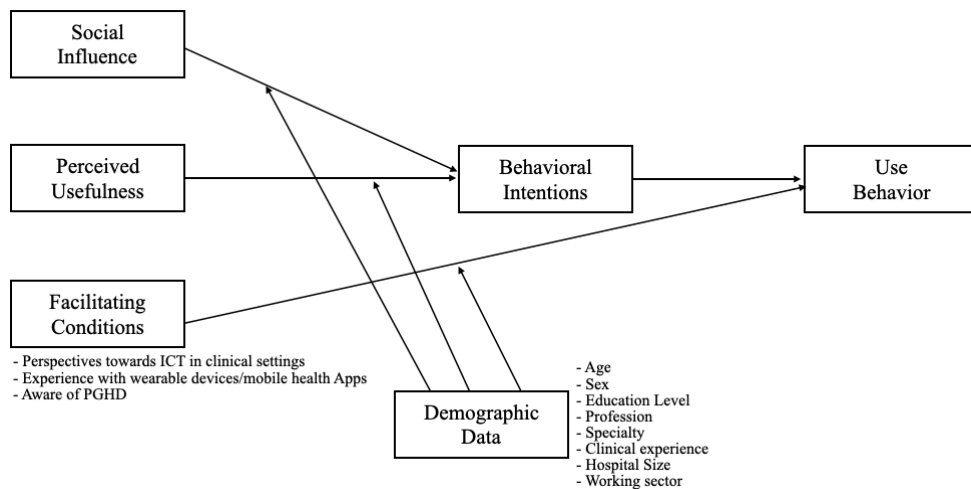 Social
Influence
Perceived
Usefulness
Behavioral
Intentions
Use
Behavior
Facilitating
Conditions
- Perspectives towards ICT in clinical settings
- Experience with wearable devices/mobile health Apps
- Aware of PGHD
Demographic
Data
- Age
- Sex
- Education Level
- Profession
- Specialty
- Clinical experience
- Hospital Size
- Working sector